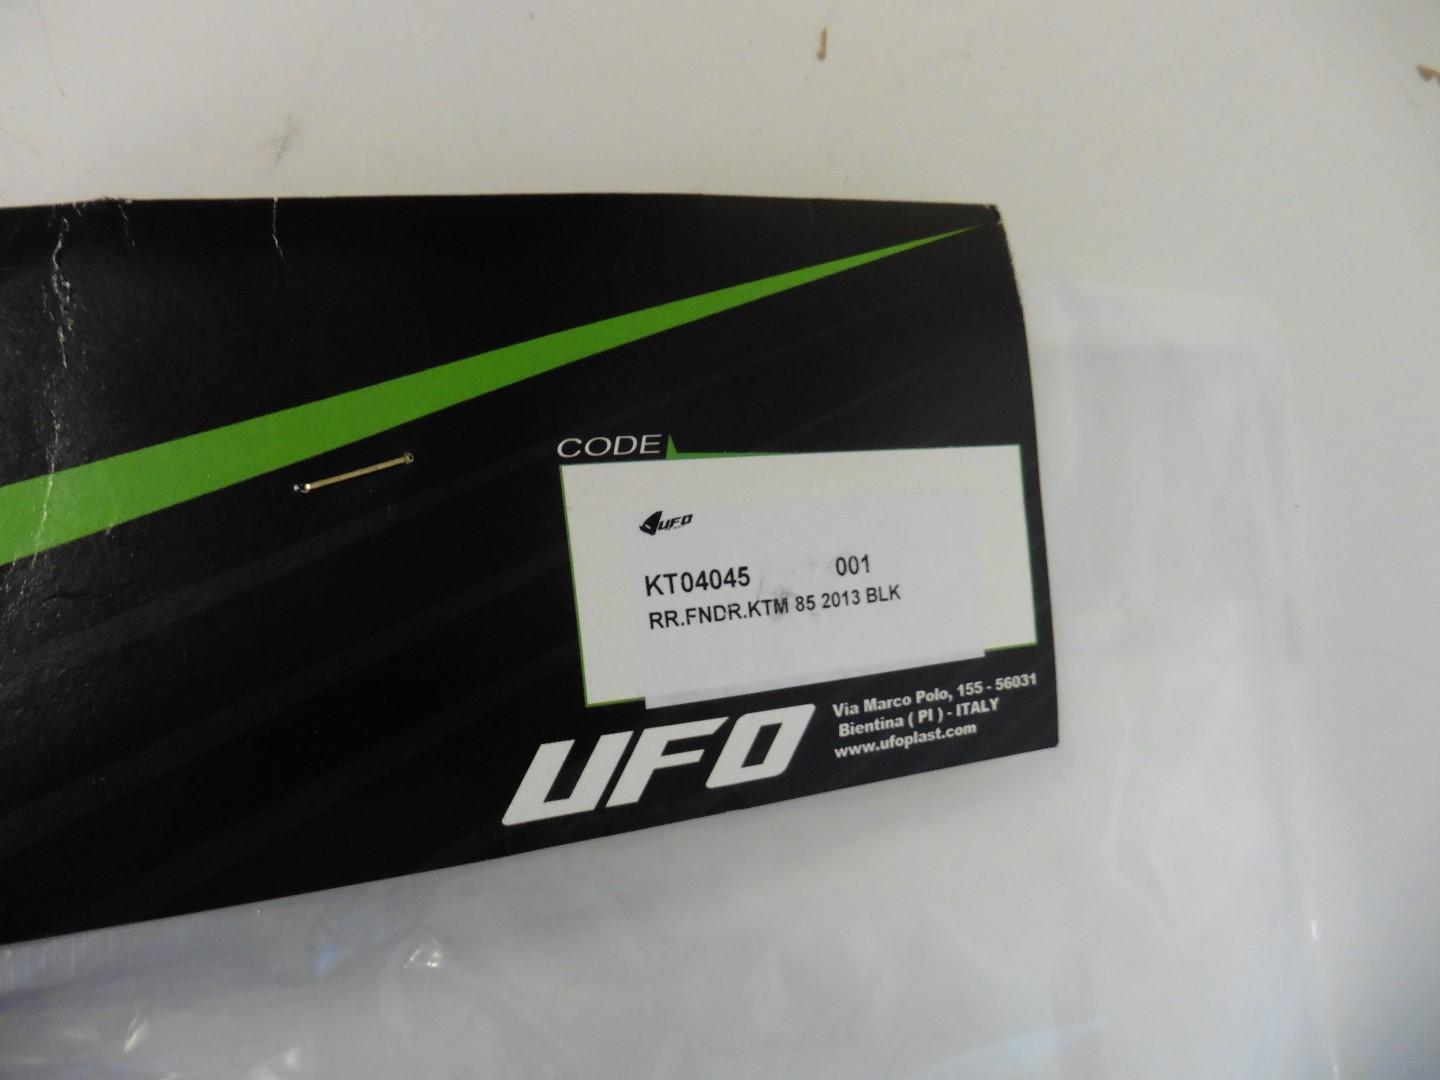 CODE
UFO
KT04045 001
RR.FNDR.KTM 85 2013 BLK
UFO
Via Marco Polo, 155 - 56031
Bientina ( PI ) - ITALY
www.ufoplast.com